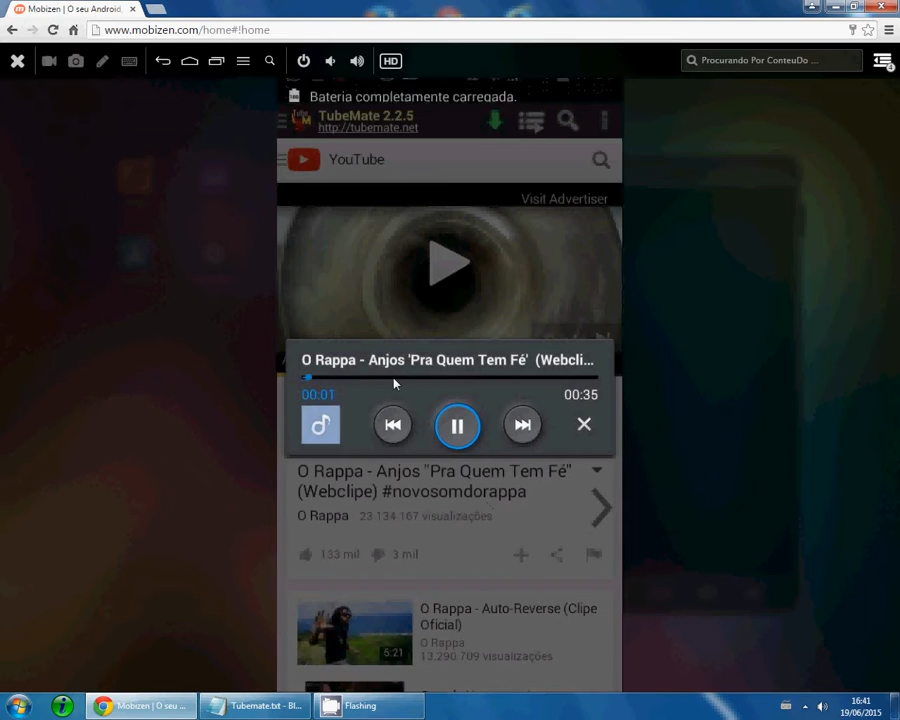 Mobizen | O seu Android,
www.mobizen.com/home#!home
HD
Procurando Por ConteuDo ...
Bateria completamente carregada.
TubeMate 2.2.5
http://tubemate.net
YouTube
Visit Advertiser
O Rappa - Anjos 'Pra Quem Tem Fé' (Webcli...
00:01
00:35
O Rappa - Anjos "Pra Quem Tem Fé"
(Webclipe) #novosomdorappa
O Rappa 23 134 167 visualizações
133 mil 3 mil
O Rappa - Auto-Reverse (Clipe
Oficial)
O Rappa
13,290,709 visualizações
5:21
Mobizen | O seu ...
Tubemate.txt - Bl...
Flashing
16:41
19/06/2015